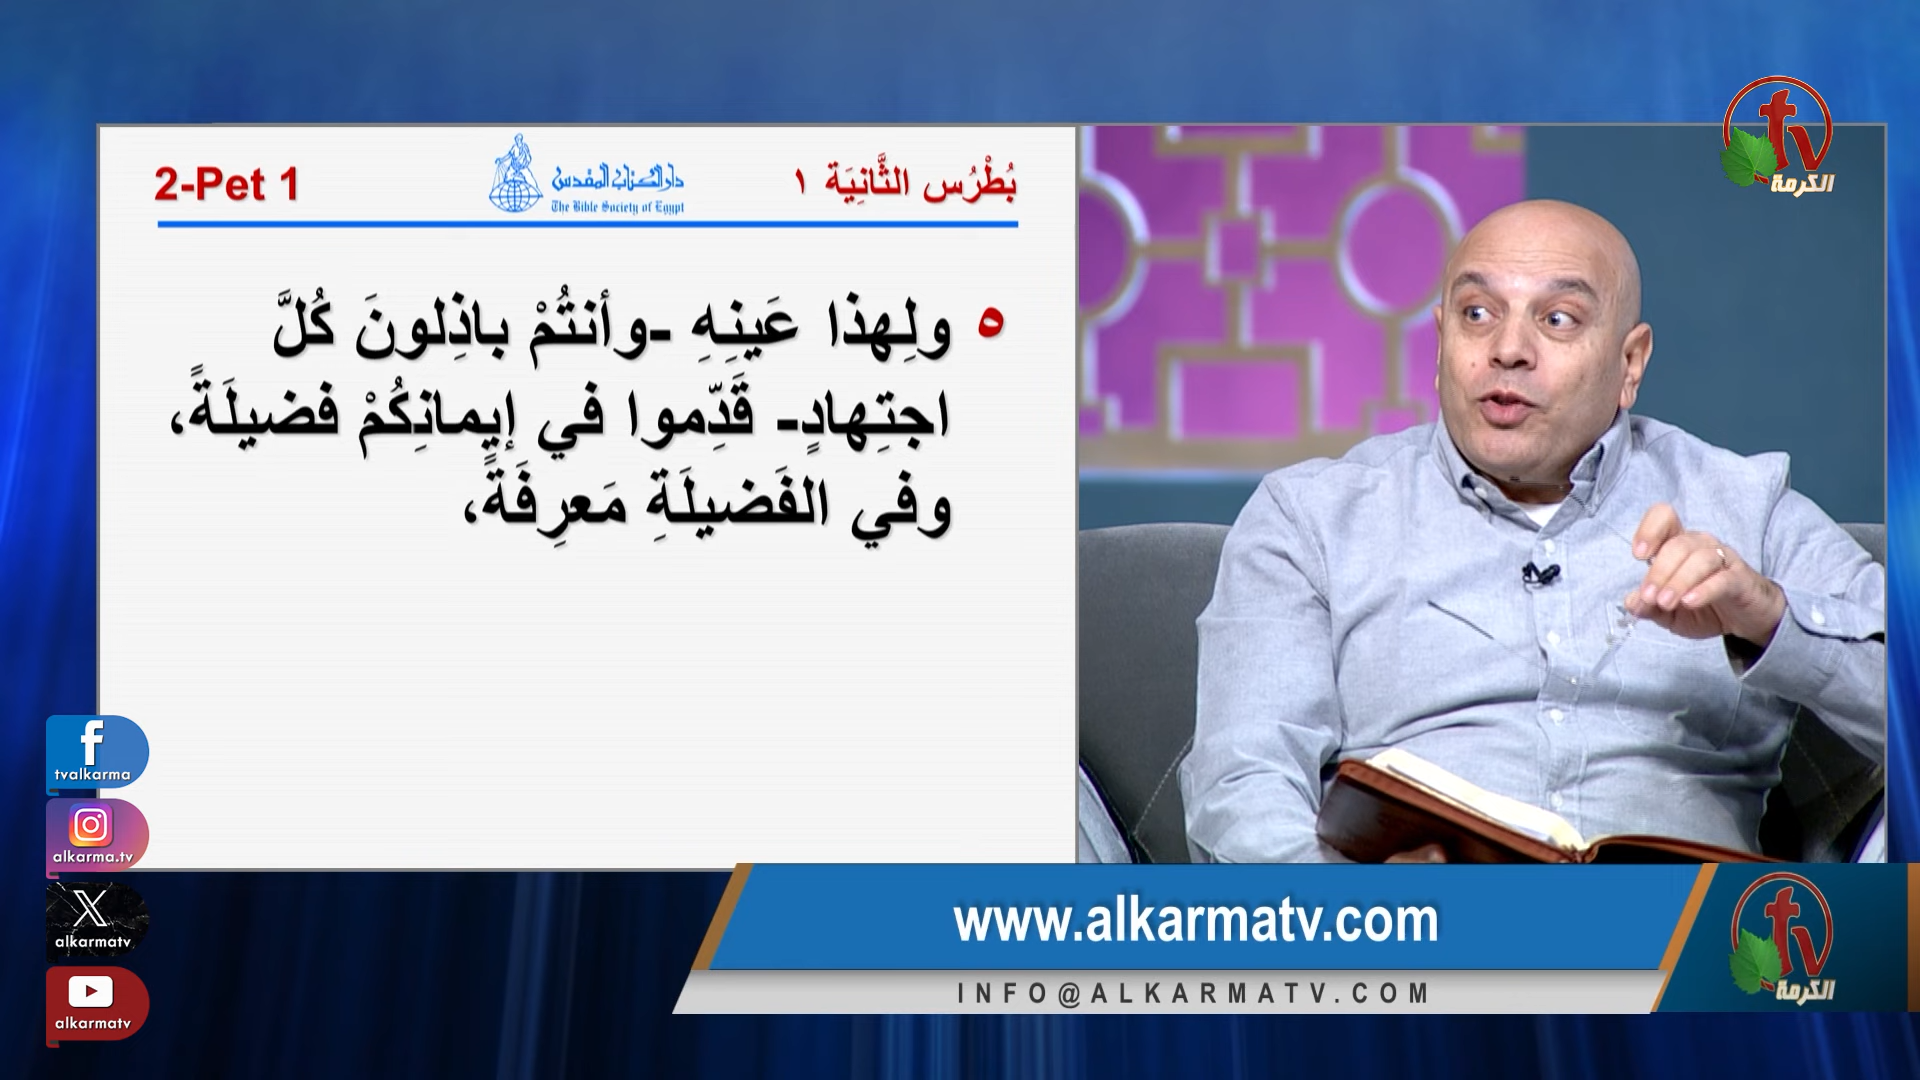 tv
الكرمة
2-Pet 1
دار الكتاب المقدس
The Bible Society of Egypt
بُطْرُس الثَّانِيَة ١
٥ ولِهذا عَينِهِ -وأنتُمْ باذِلونَ كُلَّ
اجتِهادٍ- قَدِّموا في إيمانِكُمْ فضيلَةً،
وفي الفَضيلَةِ مَعرِفَةً،
tvalkarma
alkarma.tv
alkarmatv
alkarmatv
www.alkarmatv.com
INFO@ALKARMATV.COM
tv
الكرمة